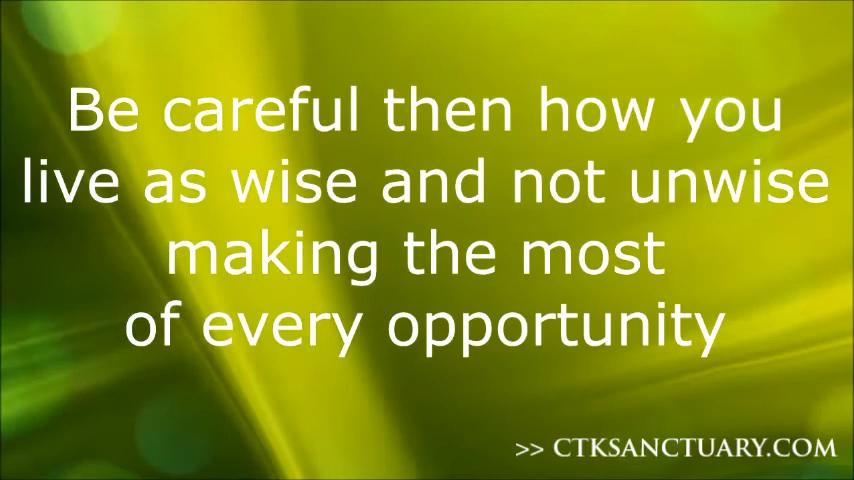 Be careful then how you
live as wise and not unwise
making the most
of every opportunity
>> CTKSANCTUARY.COM